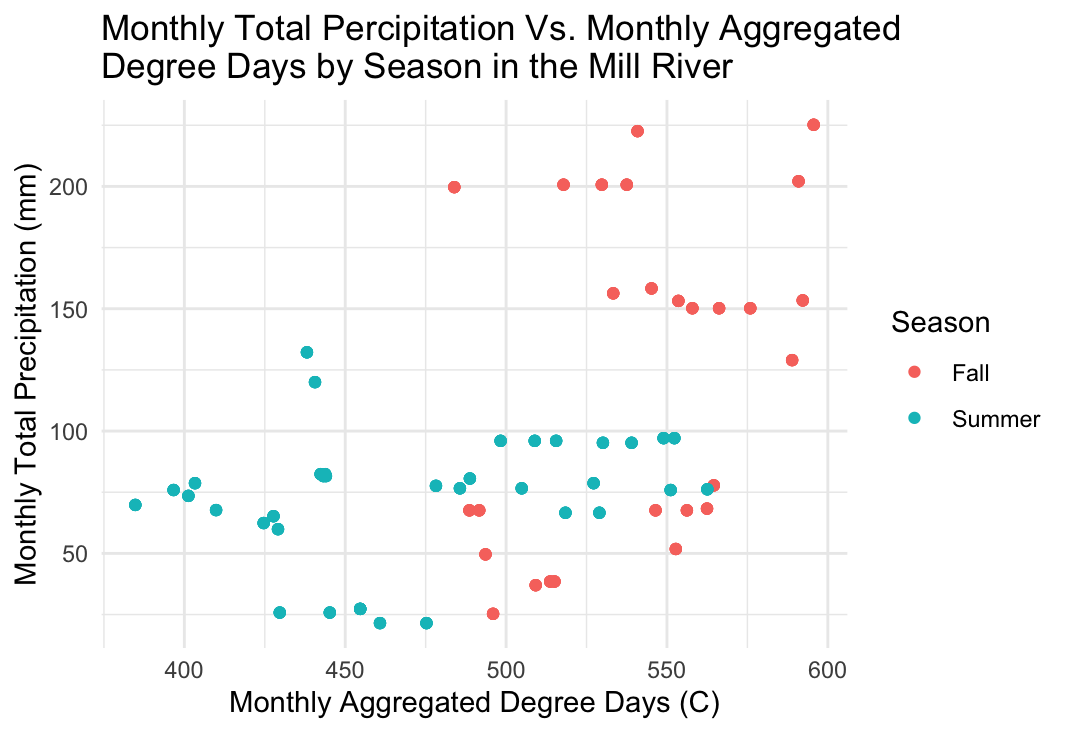 Monthly Total Percipitation Vs. Monthly Aggregated
Degree Days by Season in the Mill River
Monthly Total Precipitation (mm)
200
150
100
50
400 450 500 550 600
Monthly Aggregated Degree Days (C)
Season
Fall
Summer